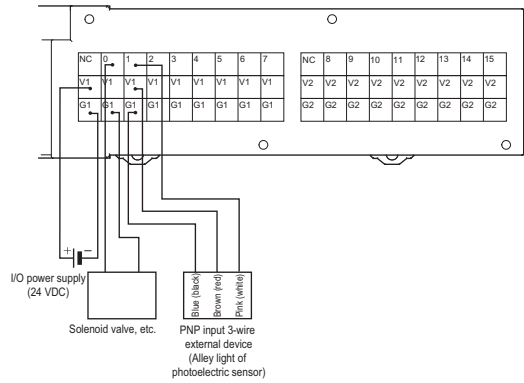 NC 0 1 2 3 4 5 6 7
NC 8 9 10 11 12 13 14 15
V1 V1 V1 V1 V1 V1 V1 V1
V2 V2 V2 V2 V2 V2 V2 V2
G1 G1 G1 G1 G1 G1 G1 G1
G2 G2 G2 G2 G2 G2 G2 G2
+ −
I/O power supply
(24 VDC)
Solenoid valve, etc.
Blue (black)
Brown (red)
Pink (white)
PNP input 3-wire
external device
(Alley light of
photoelectric sensor)